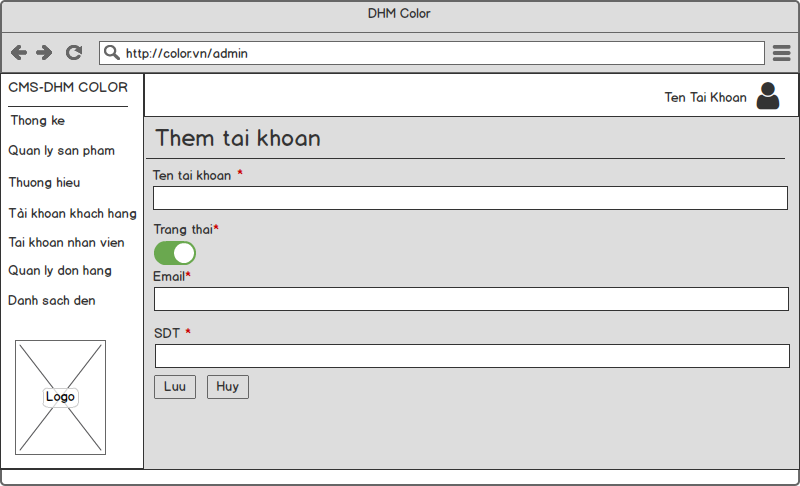 DHM Color
http://color.vn/admin
CMS-DHM COLOR
Thong ke
Quan ly san pham
Thuong hieu
Tài khoan khach hang
Tai khoan nhan vien
Quan ly don hang
Danh sach den
Logo
Ten Tai Khoan
Them tai khoan
Ten tai khoan *
Trang thai*
Email*
SDT *
Luu
Huy